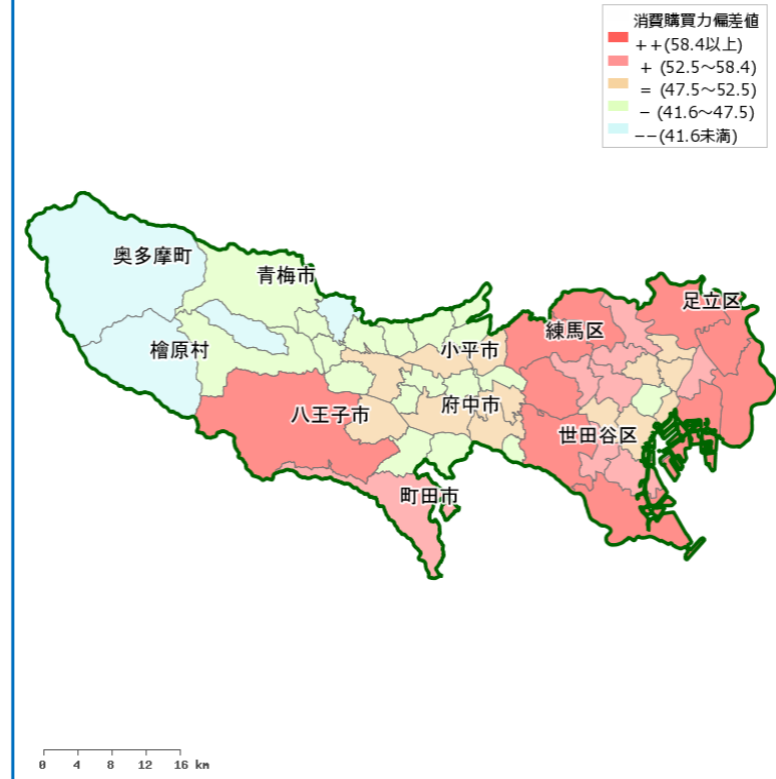 消費購買力偏差値
++(58.4以上)
+ (52.5～58.4)
= (47.5～52.5)
− (41.6～47.5)
−−(41.6未満)
奥多摩町
青梅市
足立区
練馬区
檜原村
小平市
八王子市
府中市
世田谷区
町田市
0 4 8 12 16 km